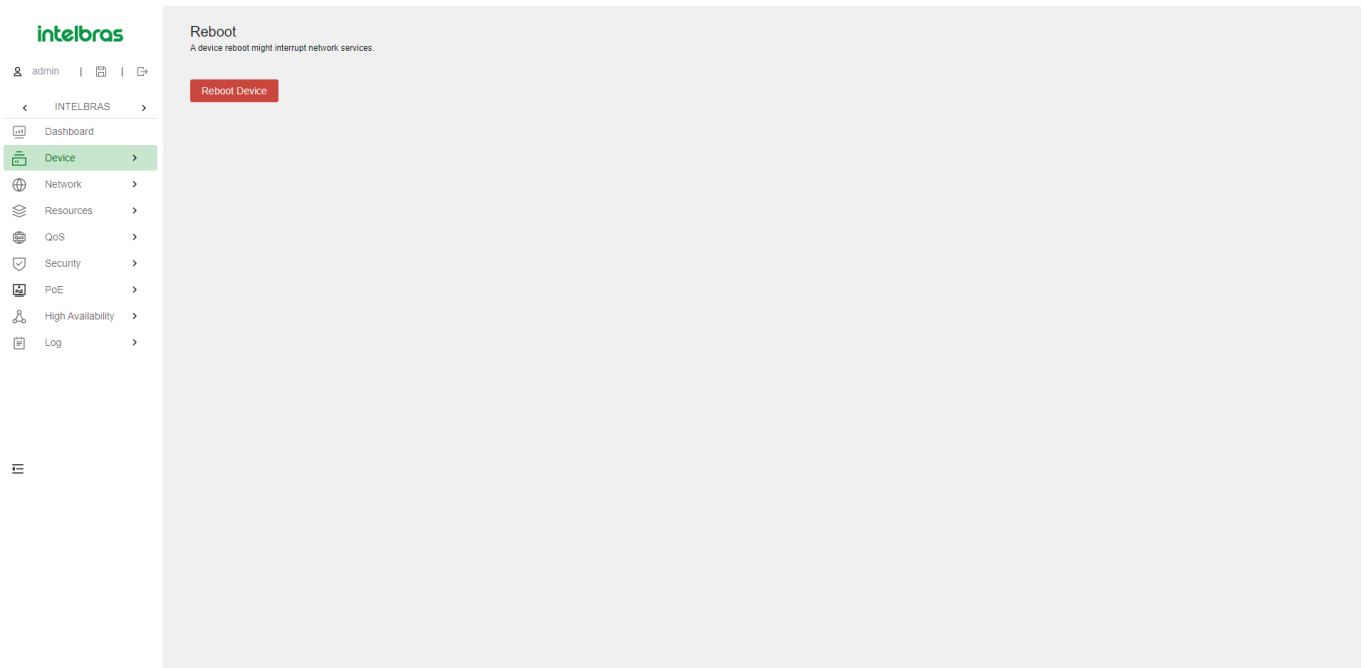 intelbras
admin | |
INTELBRAS
Dashboard
Device
Network
Resources
QoS
Security
PoE
High Availability
Log
Reboot
A device reboot might interrupt network services.
Reboot Device